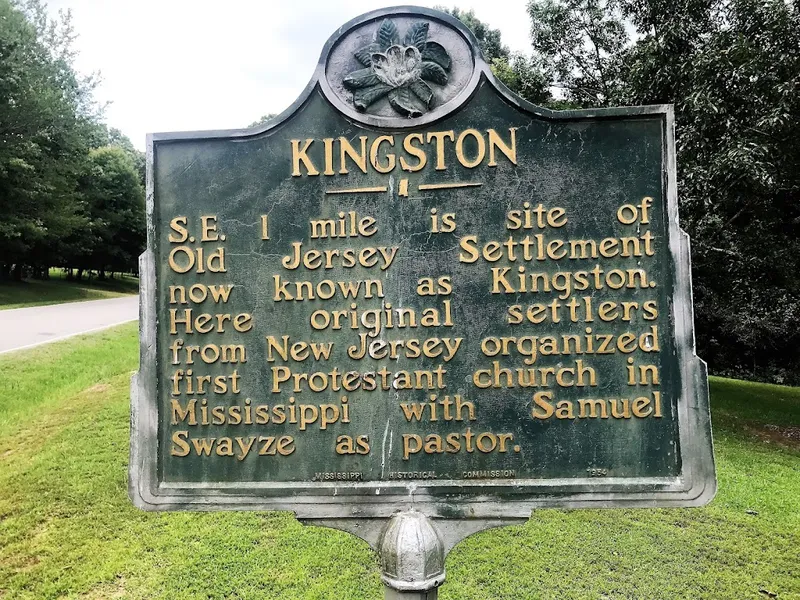 KINGSTON
S.E. 1 mile is site of
Old Jersey Settlement
now known as Kingston.
Here original settlers
from New Jersey organized
first Protestant church in
Mississippi with Samuel
Swayze as pastor.
MISSISSIPPI HISTORICAL COMMISSION